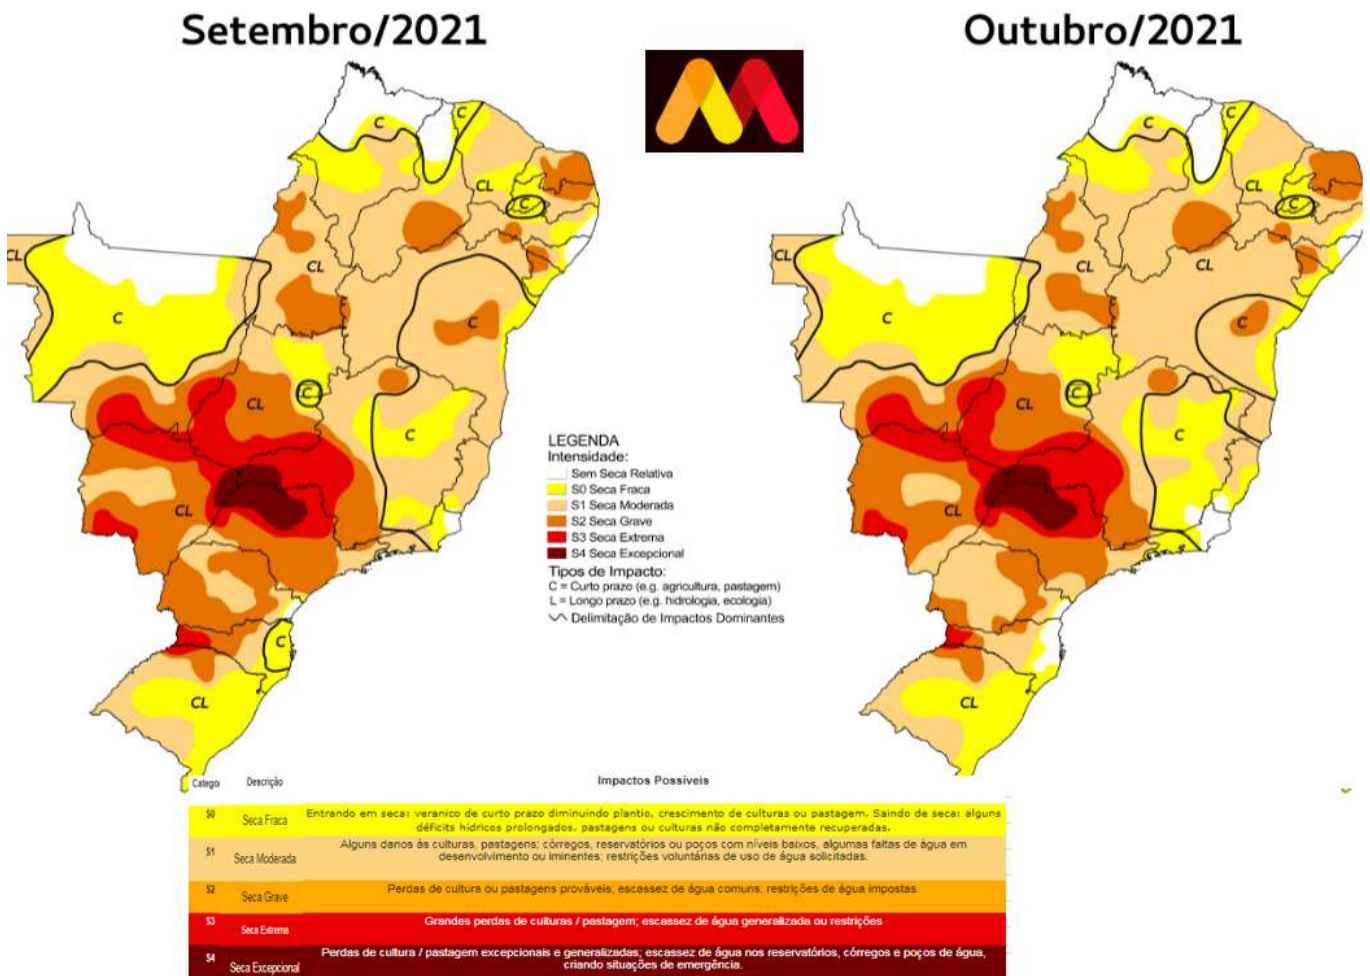 Setembro/2021
Outubro/2021
C
C
CL
C
CL
CL
C
C
C
CL
C
CL
C
CL
C
C
CL
C
CL
CL
C
C
C
CL
C
CL
CL
LEGENDA
Intensidade:
Sem Seca Relativa
S0 Seca Fraca
S1 Seca Moderada
S2 Seca Grave
S3 Seca Extrema
S4 Seca Excepcional
Tipos de Impacto:
C = Curto prazo (e.g. agricultura, pastagem)
L = Longo prazo (e.g. hidrologia, ecologia)
Delimitação de Impactos Dominantes
Catego Descrição Impactos Possíveis
S0 Seca Fraca Entrando em seca: veranico de curto prazo diminuindo plantio, crescimento de culturas ou pastagem. Saindo de seca: alguns
déficits hídricos prolongados, pastagens ou culturas não completamente recuperadas.
S1 Seca Moderada Alguns danos às culturas, pastagens; córregos, reservatórios ou poços com níveis baixos, algumas faltas de água em
desenvolvimento ou iminentes; restrições voluntárias de uso de água solicitadas.
S2 Seca Grave Perdas de cultura ou pastagens prováveis; escassez de água comuns; restrições de água impostas.
S3 Seca Extrema Grandes perdas de culturas / pastagem; escassez de água generalizada ou restrições
S4 Seca Excepcional Perdas de cultura / pastagem excepcionais e generalizadas; escassez de água nos reservatórios, córregos e poços de água,
criando situações de emergência.